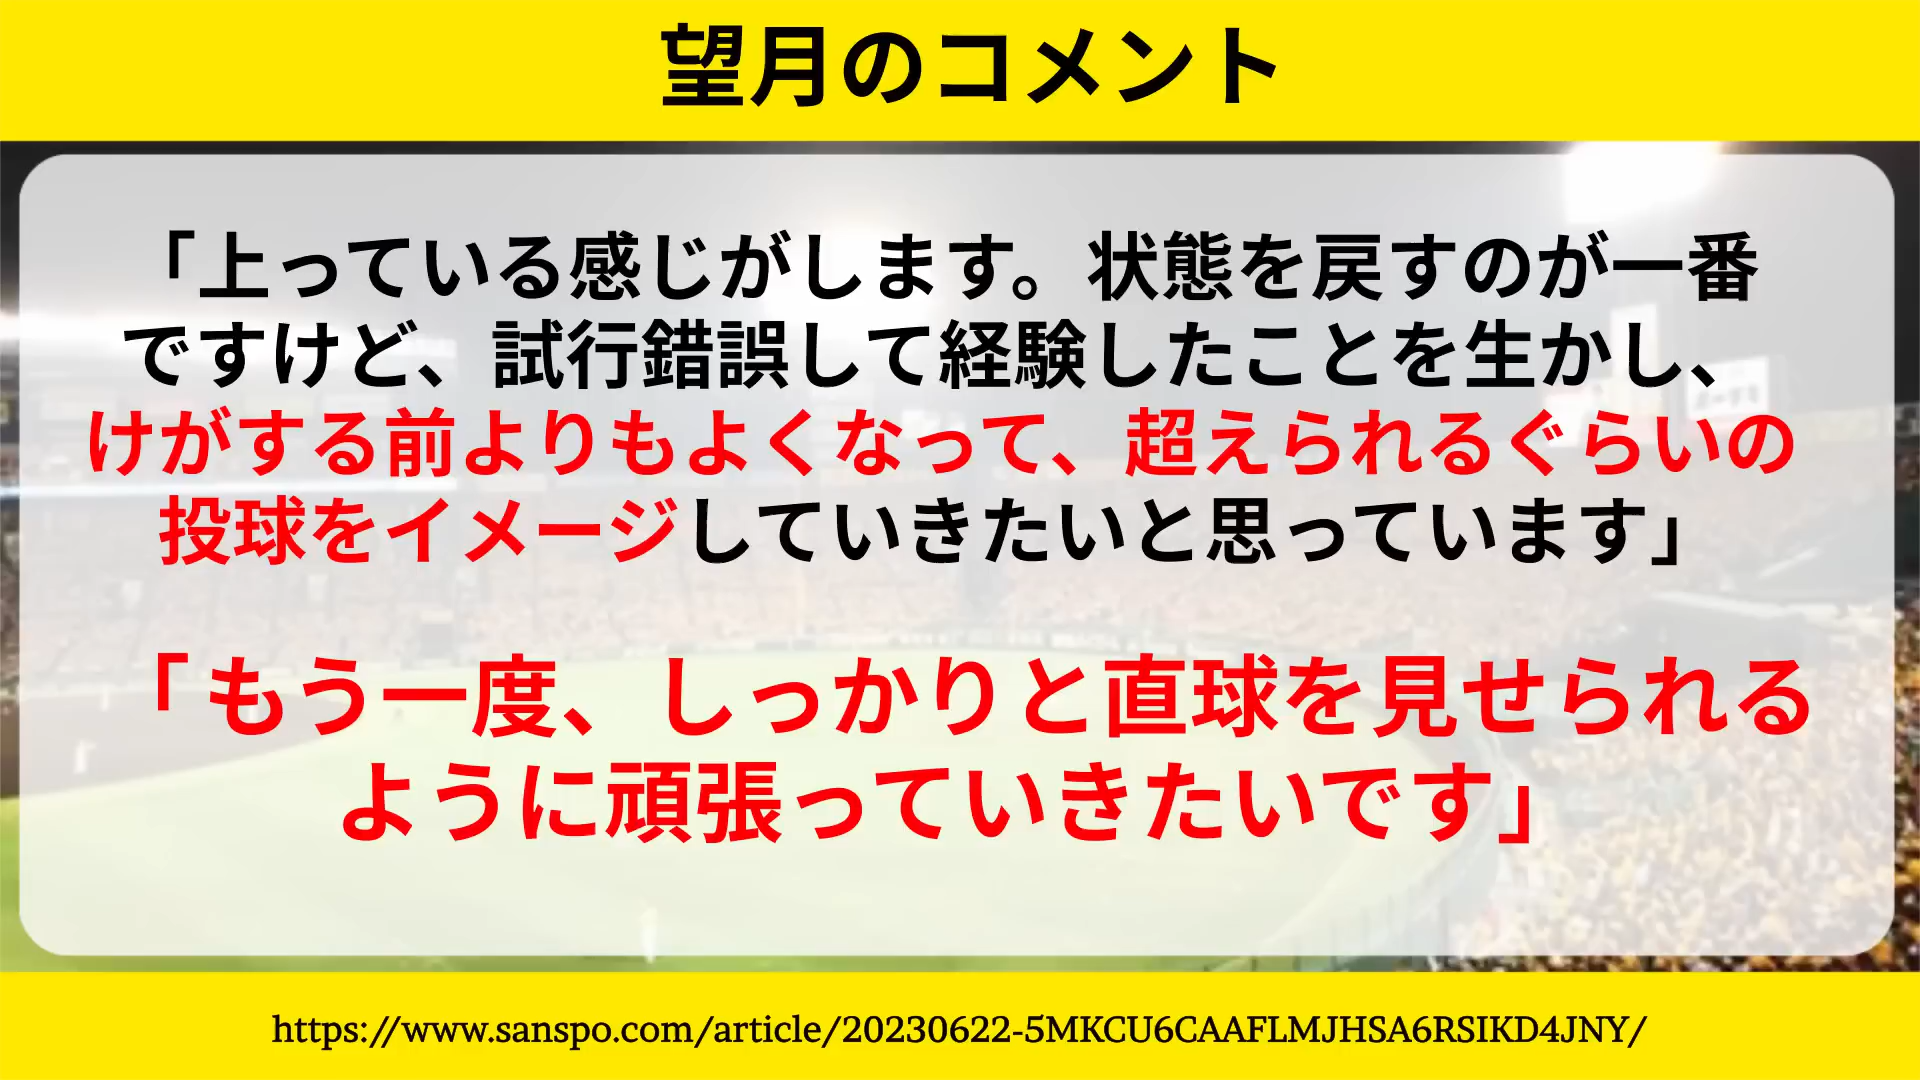 望月のコメント
「上っている感じがします。状態を戻すのが一番
ですけど、試行錯誤して経験したことを生かし、
けがする前よりもよくなって、超えられるぐらいの
投球をイメージしていきたいと思っています」
「もう一度、しっかりと直球を見せられる
ように頑張っていきたいです」
https://www.sanspo.com/article/20230622-5MKCU6CAAFLMJHSA6RSIKD4JNY/